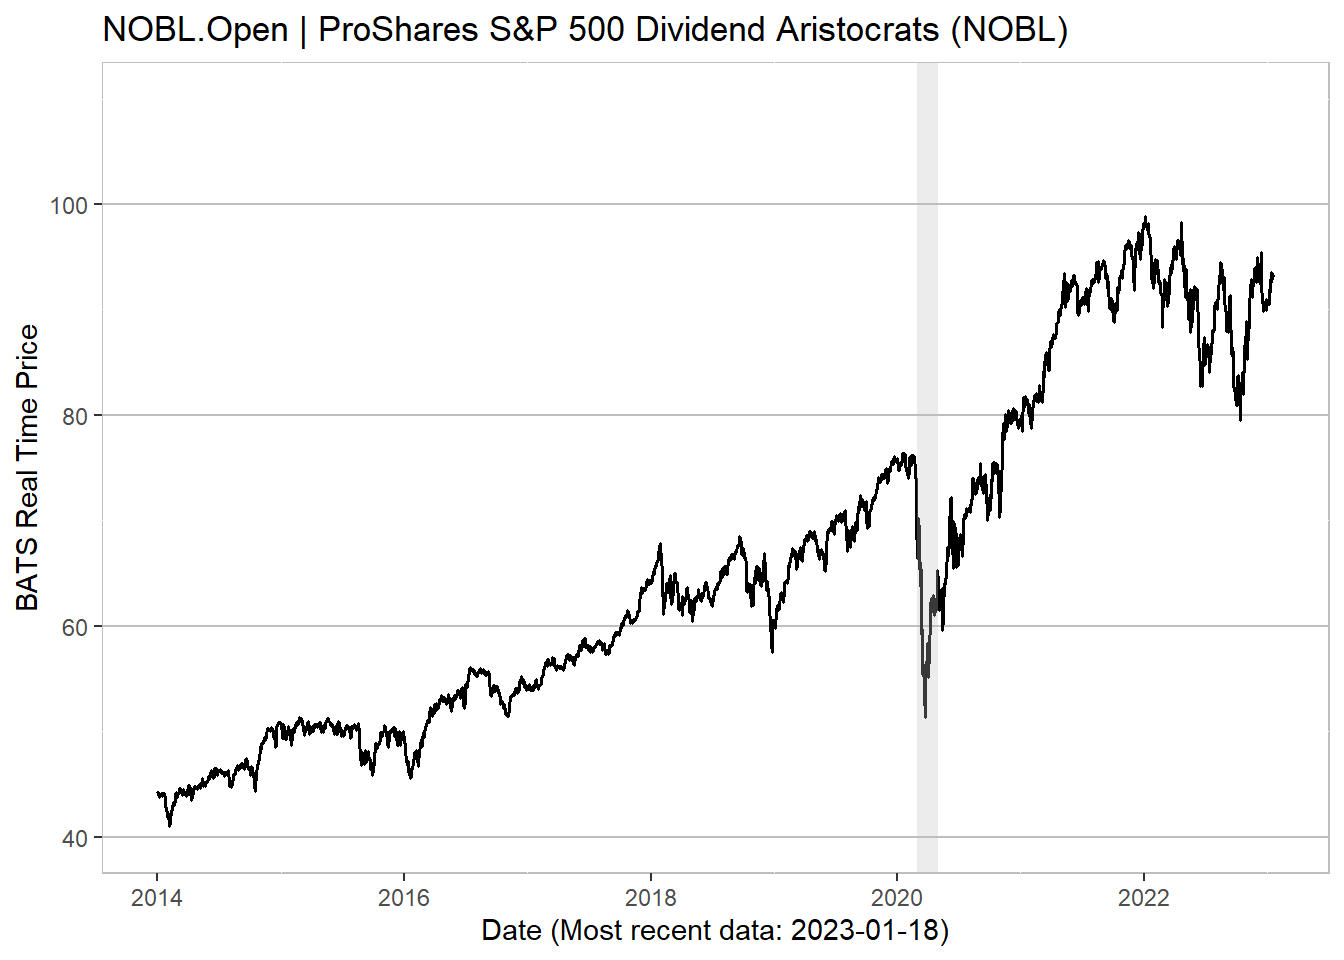 NOBL.Open | ProShares S&P 500 Dividend Aristocrats (NOBL)
BATS Real Time Price
100
80
60
40
2014 2016 2018 2020 2022
Date (Most recent data: 2023-01-18)